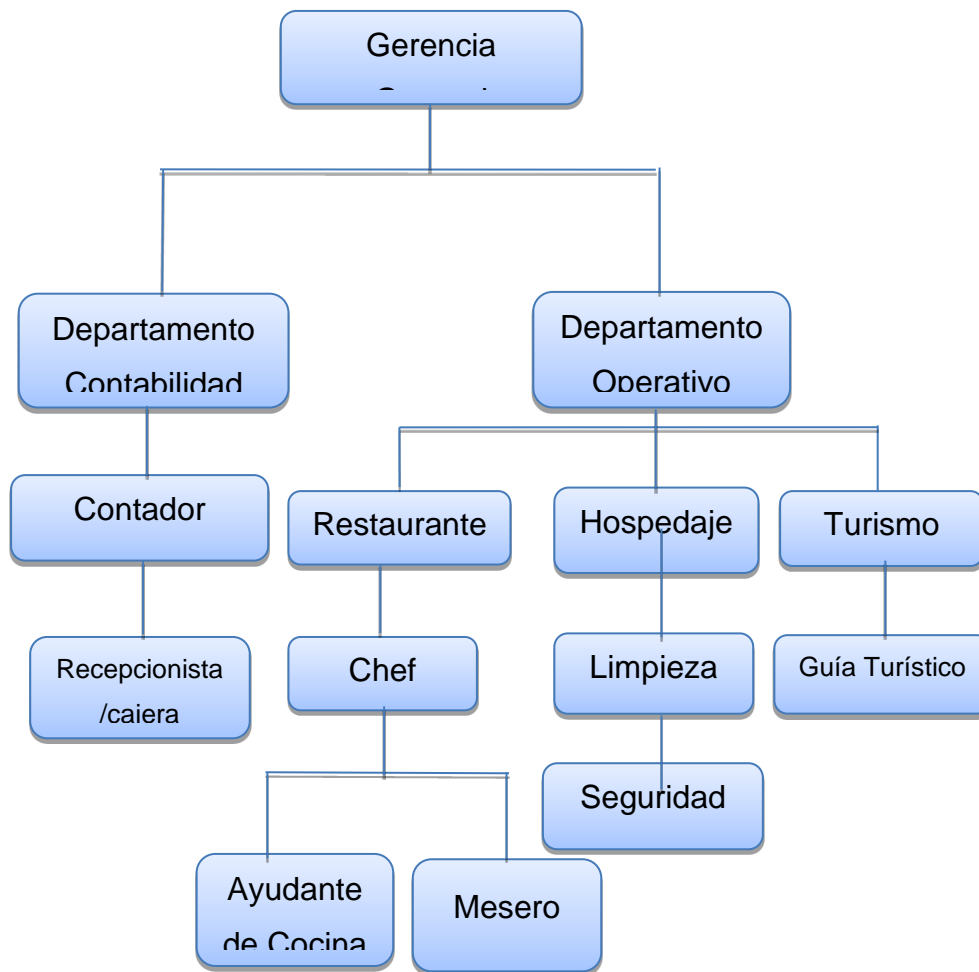 Gerencia
Departamento
Contabilidad
Departamento
Operativo
Contador
Restaurante
Hospedaje
Turismo
Recepcionista
/cajera
Chef
Limpieza
Guía Turístico
Seguridad
Ayudante
de Cocina
Mesero